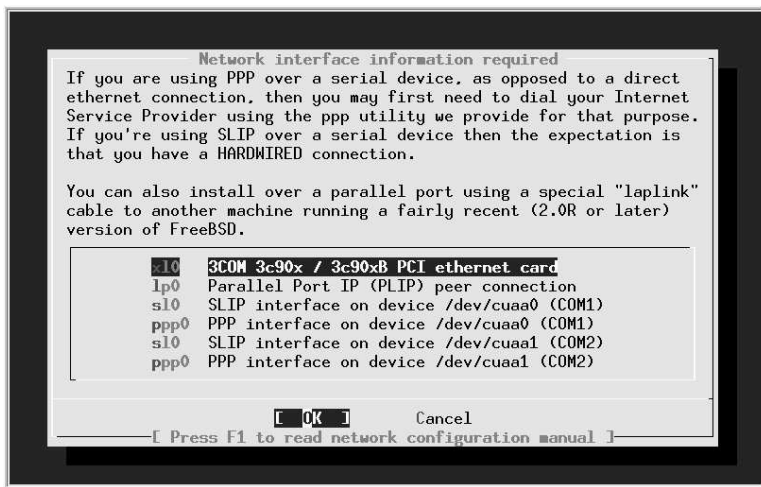 Network interface information required
If you are using PPP over a serial device, as opposed to a direct
ethernet connection, then you may first need to dial your Internet
Service Provider using the ppp utility we provide for that purpose.
If you're using SLIP over a serial device then the expectation is
that you have a HARDWIRED connection.
You can also install over a parallel port using a special "laplink"
cable to another machine running a fairly recent (2.0R or later)
version of FreeBSD.
xl0 3COM 3c90x / 3c90xB PCI ethernet card
lp0 Parallel Port IP (PLIP) peer connection
sl0 SLIP interface on device /dev/cuaa0 (COM1)
ppp0 PPP interface on device /dev/cuaa0 (COM1)
sl0 SLIP interface on device /dev/cuaa1 (COM2)
ppp0 PPP interface on device /dev/cuaa1 (COM2)
[ OK ] Cancel
[ Press F1 to read network configuration manual ]